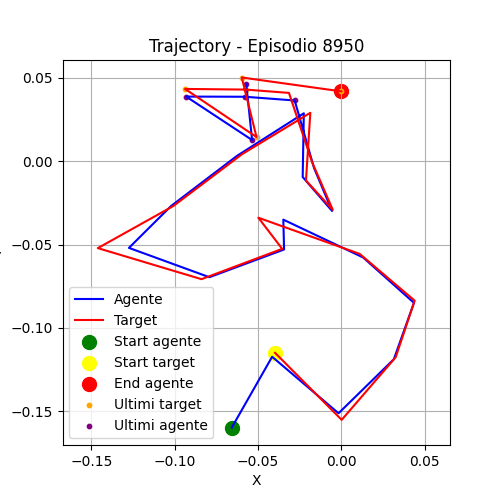 Trajectory - Episodio 8950
0.05
0.00
−0.05
−0.10
−0.15
Agente
Target
Start agente
Start target
End agente
Ultimi target
Ultimi agente
−0.15
−0.10
−0.05
0.00
0.05
X